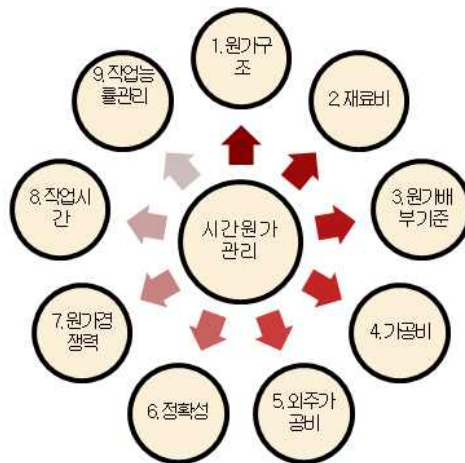 1.원가구
조
2.재료비
3.원가배
부기준
4.가공비
5.외주가
공비
6.정확성
7.원가경
쟁력
8.작업시
간
9.작업능
률관리
시간원가
관리